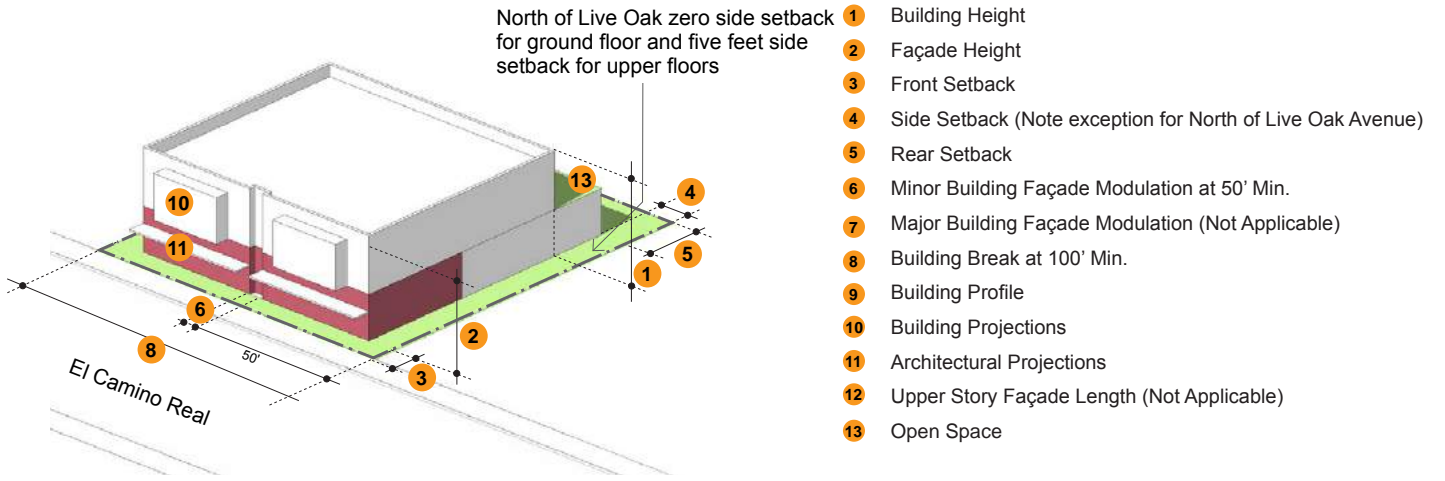 North of Live Oak zero side setback
for ground floor and five feet side
setback for upper floors
13
4
10
11
5
1
6
2
8
50'
3
El Camino Real
1 Building Height
2 Façade Height
3 Front Setback
4 Side Setback (Note exception for North of Live Oak Avenue)
5 Rear Setback
6 Minor Building Façade Modulation at 50’ Min.
7 Major Building Façade Modulation (Not Applicable)
8 Building Break at 100’ Min.
9 Building Profile
10 Building Projections
11 Architectural Projections
12 Upper Story Façade Length (Not Applicable)
13 Open Space